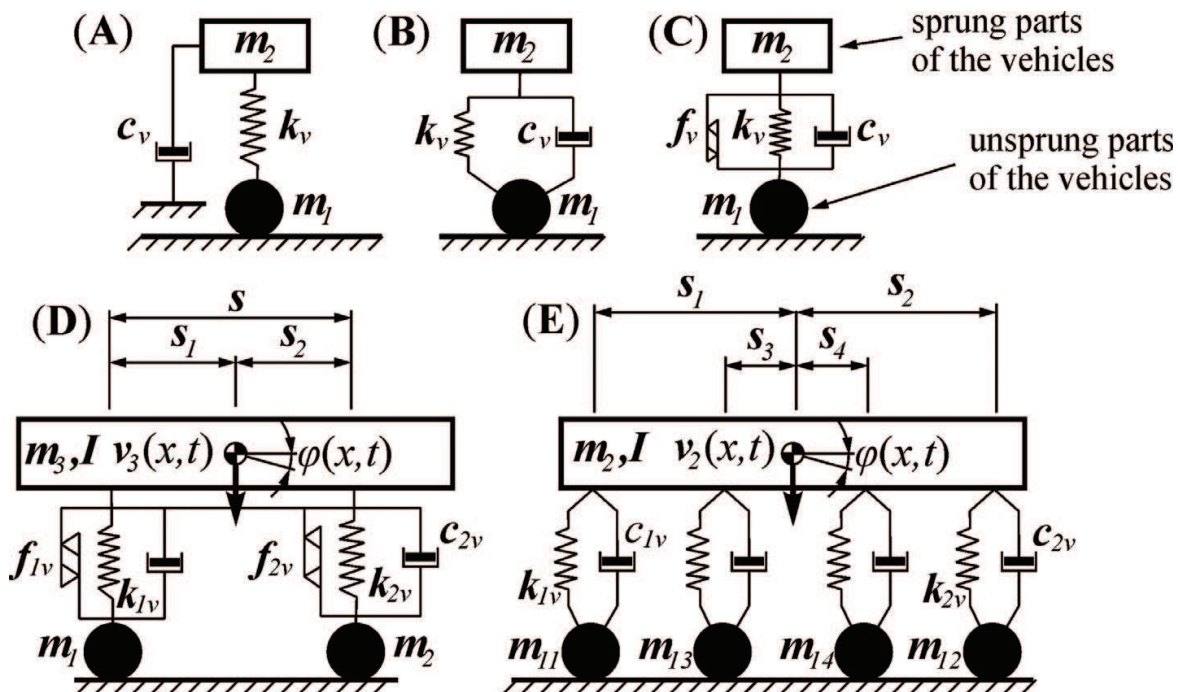 (A)
m2
cv
kv
m1
(B)
m2
kv
cv
m1
(C)
m2
fv
kv
cv
m1
sprung parts
of the vehicles
unsprung parts
of the vehicles
(D)
s
s1
s2
m3,I v3(x,t)
φ(x,t)
f1v
k1v
f2v
k2v
c2v
m1
m2
(E)
s1
s2
s3
s4
m2,I v2(x,t)
φ(x,t)
k1v
c1v
k2v
c2v
m11
m13
m14
m12